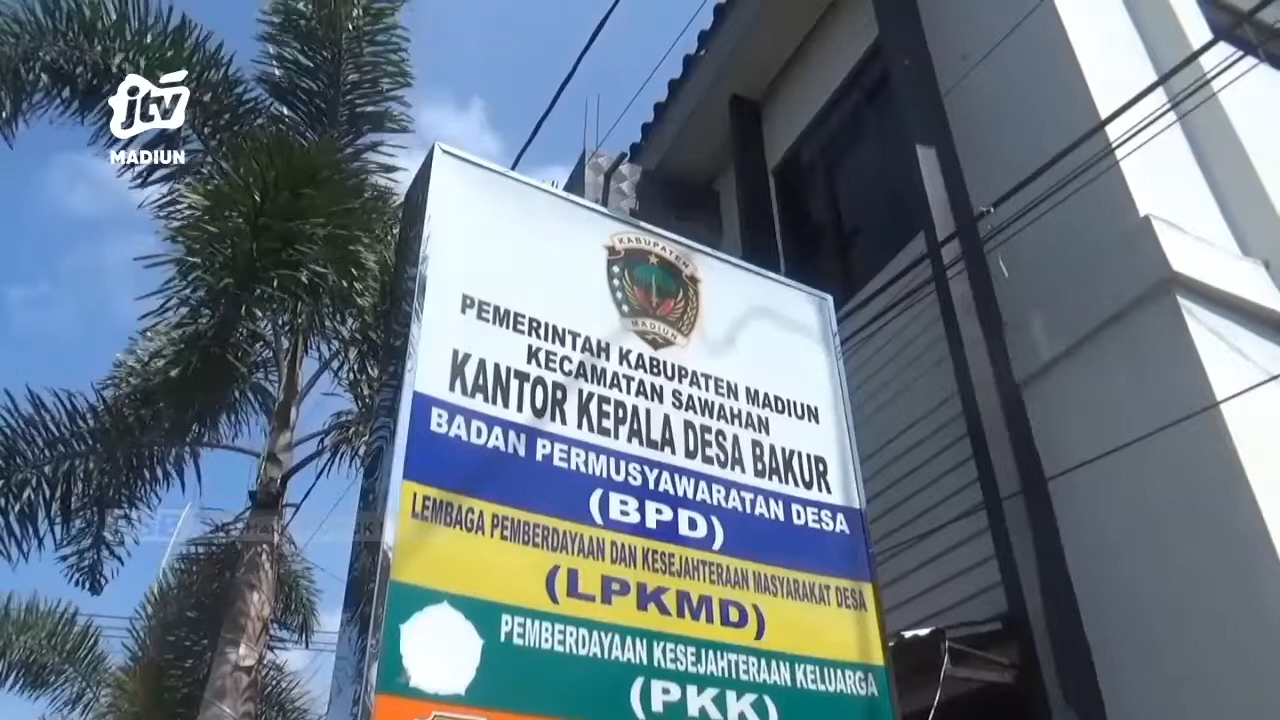 jtv
MADIUN
KABUPATEN
MADIUN
PEMERINTAH KABUPATEN MADIUN
KECAMATAN SAWAHAN
KANTOR KEPALA DESA BAKUR
BADAN PERMUSYAWARATAN DESA
(BPD)
LEMBAGA PEMBERDAYAAN DAN KESEJAHTERAAN MASYARAKAT DESA
(LPKMD)
PEMBERDAYAAN KESEJAHTERAAN KELUARGA
(PKK)